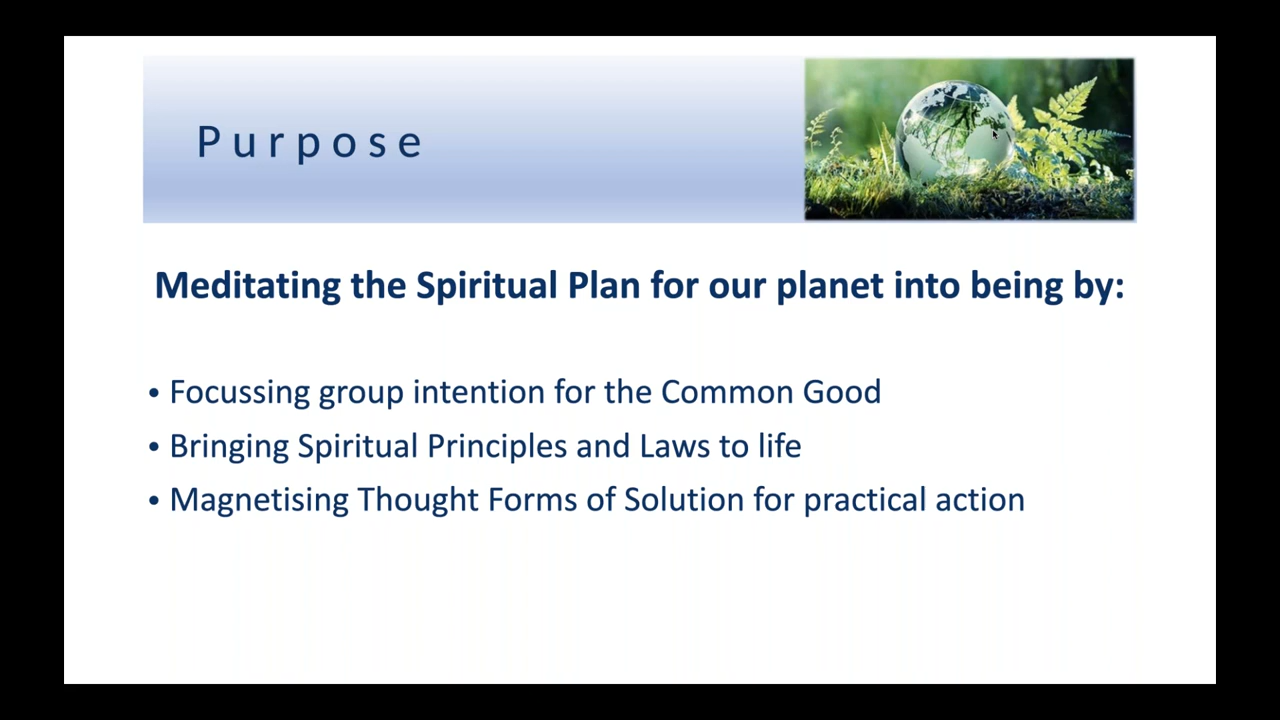 Purpose
Meditating the Spiritual Plan for our planet into being by:
• Focussing group intention for the Common Good
• Bringing Spiritual Principles and Laws to life
• Magnetising Thought Forms of Solution for practical action